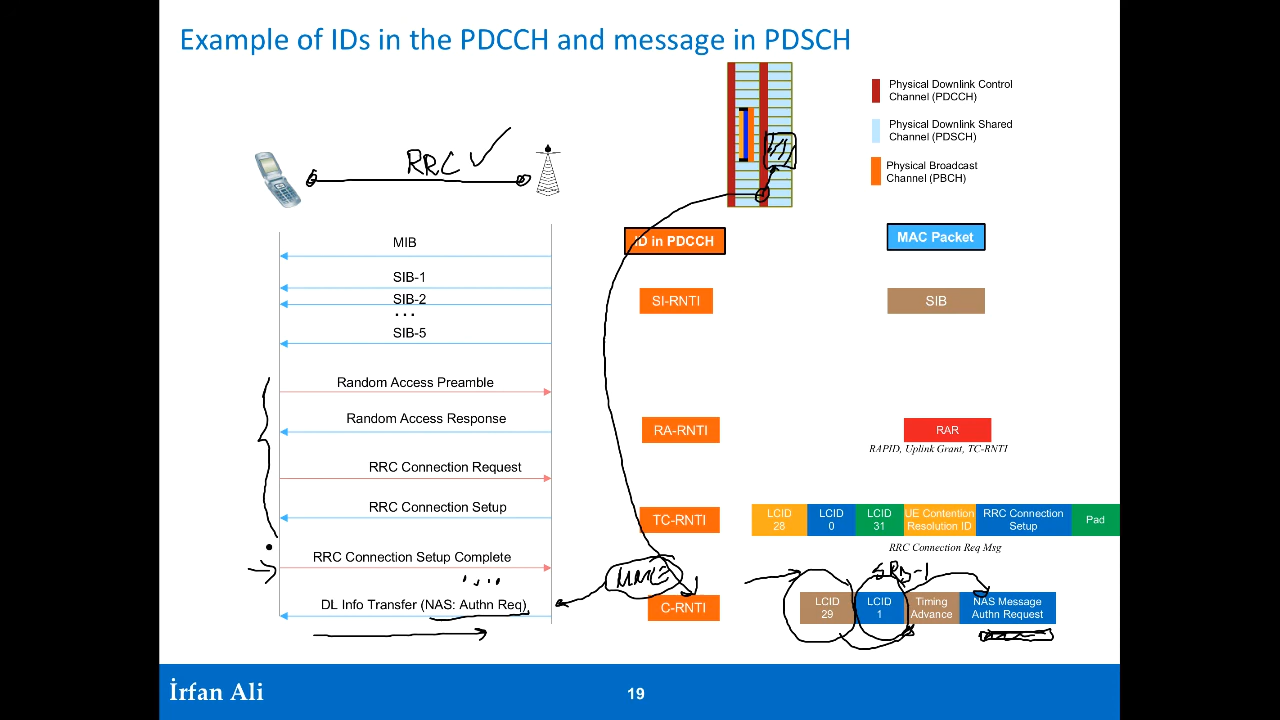 Example of IDs in the PDCCH and message in PDSCH
Physical Downlink Control
Channel (PDCCH)
Physical Downlink Shared
Channel (PDSCH)
Physical Broadcast
Channel (PBCH)
RRC
ID in PDCCH
MAC Packet
MIB
SIB-1
SIB-2
...
SIB-5
SI-RNTI
SIB
Random Access Preamble
Random Access Response
RA-RNTI
RAR
RAPID, Uplink Grant, TC-RNTI
RRC Connection Request
RRC Connection Setup
TC-RNTI
LCID
28
LCID
0
LCID
31
UE Contention
Resolution ID
RRC Connection
Setup
Pad
RRC Connection Req Msg
RRC Connection Setup Complete
....
MME
SRB-1
DL Info Transfer (NAS: Authn Req)
C-RNTI
LCID
29
LCID
1
Timing
Advance
NAS Message
Authn Request
İrfan Ali
19